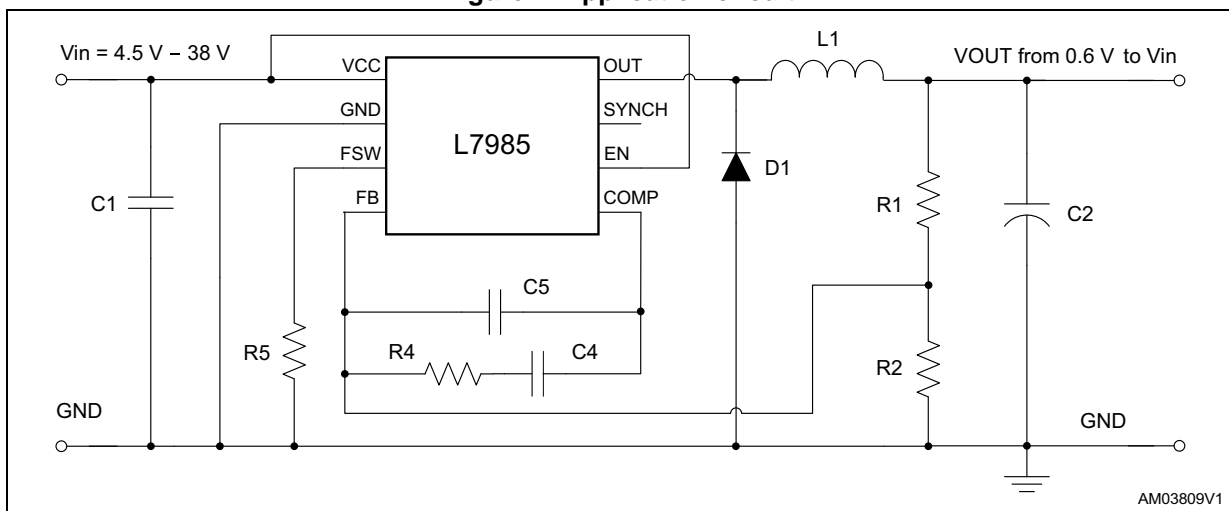 Vin = 4.5 V – 38 V
L1
VOUT from 0.6 V to Vin
VCC
OUT
GND
SYNCH
L7985
FSW
EN
D1
C1
FB
COMP
R1
C2
C5
R5
R4
C4
R2
GND
GND
AM03809V1